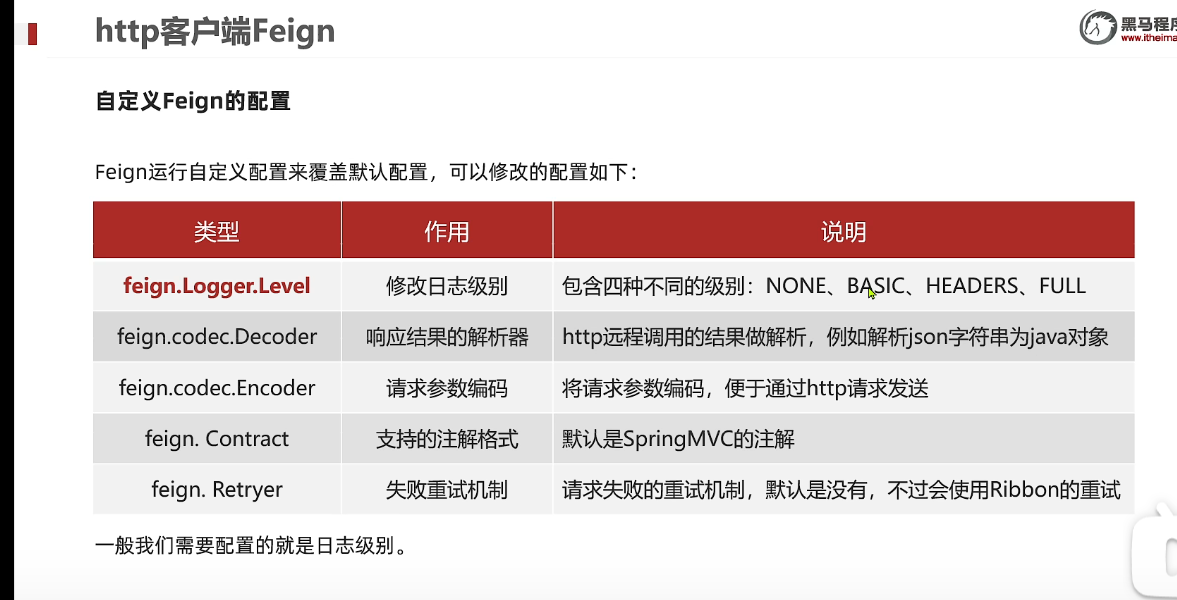 http客户端Feign
黑马程序
www.itheima
自定义Feign的配置
Feign运行自定义配置来覆盖默认配置，可以修改的配置如下：
类型 作用 说明
feign.Logger.Level 修改日志级别 包含四种不同的级别：NONE、BASIC、HEADERS、FULL
feign.codec.Decoder 响应结果的解析器 http远程调用的结果做解析，例如解析json字符串为java对象
feign.codec.Encoder 请求参数编码 将请求参数编码，便于通过http请求发送
feign. Contract 支持的注解格式 默认是SpringMVC的注解
feign. Retryer 失败重试机制 请求失败的重试机制，默认是没有，不过会使用Ribbon的重试
一般我们需要配置的就是日志级别。